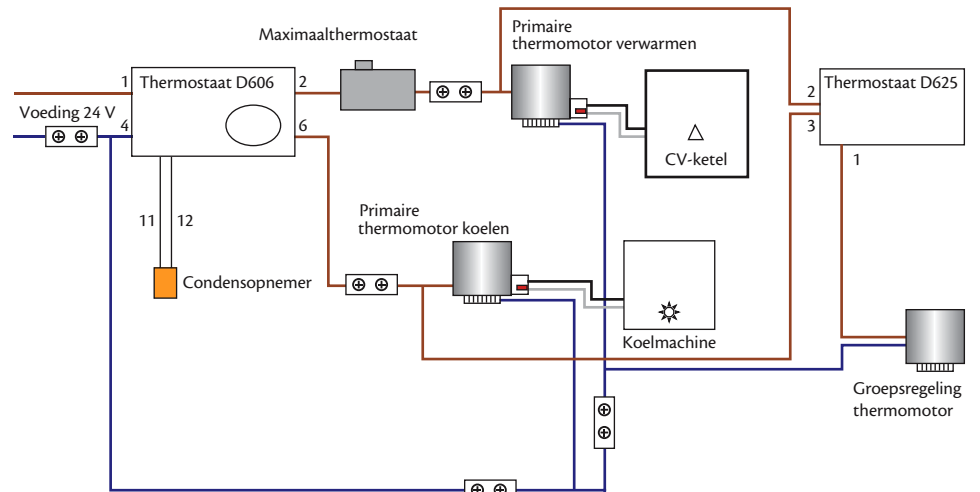 Primaire
thermomotor verwarmen
Maximaalthermostaat
1
Thermostaat D606
2
Thermostaat D625
2
Voeding 24 V
4
6
3
CV-ketel
1
11
12
Primaire
thermomotor koelen
Condensopnemer
Koelmachine
Groepsregeling
thermomotor